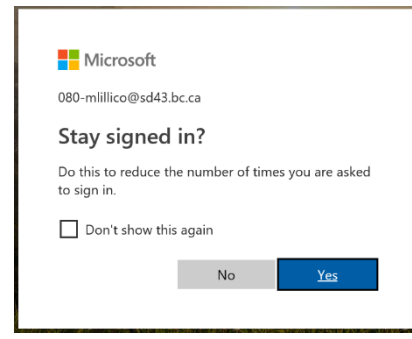 Microsoft
080-mlillico@sd43.bc.ca
Stay signed in?
Do this to reduce the number of times you are asked
to sign in.
Don't show this again
No Yes